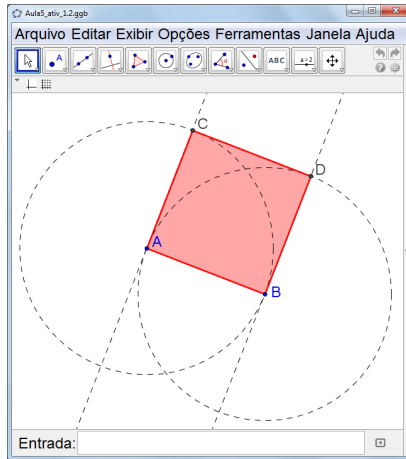 Aula5_ativ_1.2.ggb
Arquivo Editar Exibir Opções Ferramentas Janela Ajuda
A
α
ABC
a=2
C
D
A
B
Entrada: